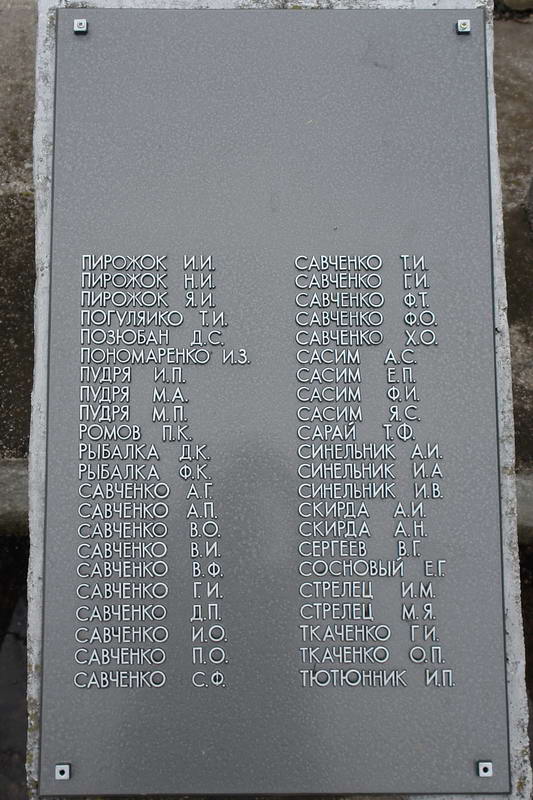 ПИРОЖОК И.И.
ПИРОЖОК Н.И.
ПИРОЖОК Я.И.
ПОГУЛЯЙКО Т.И.
ПОЗЮБАН Д.С.
ПОНОМАРЕНКО И.З.
ПУДРЯ И.П.
ПУДРЯ М.А.
ПУДРЯ М.П.
РОМОВ П.К.
РЫБАЛКА Д.К.
РЫБАЛКА Ф.К.
САВЧЕНКО А.Г.
САВЧЕНКО А.П.
САВЧЕНКО В.О.
САВЧЕНКО В.И.
САВЧЕНКО В.Ф.
САВЧЕНКО Г.И.
САВЧЕНКО Д.П.
САВЧЕНКО И.О.
САВЧЕНКО П.О.
САВЧЕНКО С.Ф.
САВЧЕНКО Т.И.
САВЧЕНКО Г.И.
САВЧЕНКО Ф.Т.
САВЧЕНКО Ф.О.
САВЧЕНКО Х.О.
САСИМ А.С.
САСИМ Е.П.
САСИМ Ф.И.
САСИМ Я.С.
САРАЙ Т.Ф.
СИНЕЛЬНИК А.И.
СИНЕЛЬНИК И.А
СИНЕЛЬНИК И.В.
СКИРДА А.И.
СКИРДА А.Н.
СЕРГЕЕВ В.Г.
СОСНОВЫЙ Е.Г.
СТРЕЛЕЦ И.М.
СТРЕЛЕЦ М.Я.
ТКАЧЕНКО Г.И.
ТКАЧЕНКО О.П.
ТЮТЮННИК И.П.